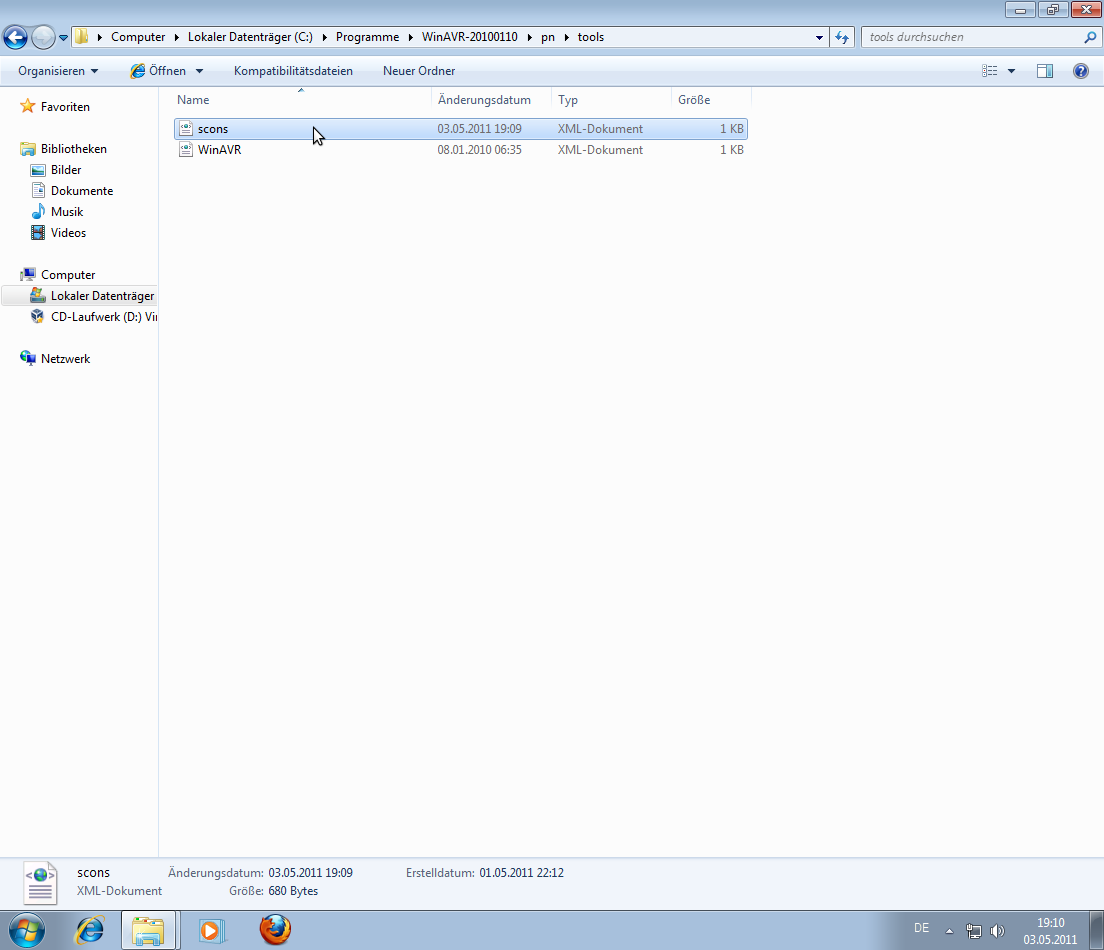 Computer Lokaler Datenträger (C:) Programme WinAVR-20100110 pn tools tools durchsuchen
Organisieren Öffnen Kompatibilitätsdateien Neuer Ordner
Name Änderungsdatum Typ Größe
scons 03.05.2011 19:09 XML-Dokument 1 KB
WinAVR 08.01.2010 06:35 XML-Dokument 1 KB
Favoriten
Bibliotheken
Bilder
Dokumente
Musik
Videos
Computer
Lokaler Datenträger
CD-Laufwerk (D:) Vi
Netzwerk
scons Änderungsdatum: 03.05.2011 19:09 Erstelldatum: 01.05.2011 22:12
XML-Dokument Größe: 680 Bytes
DE 19:10
03.05.2011